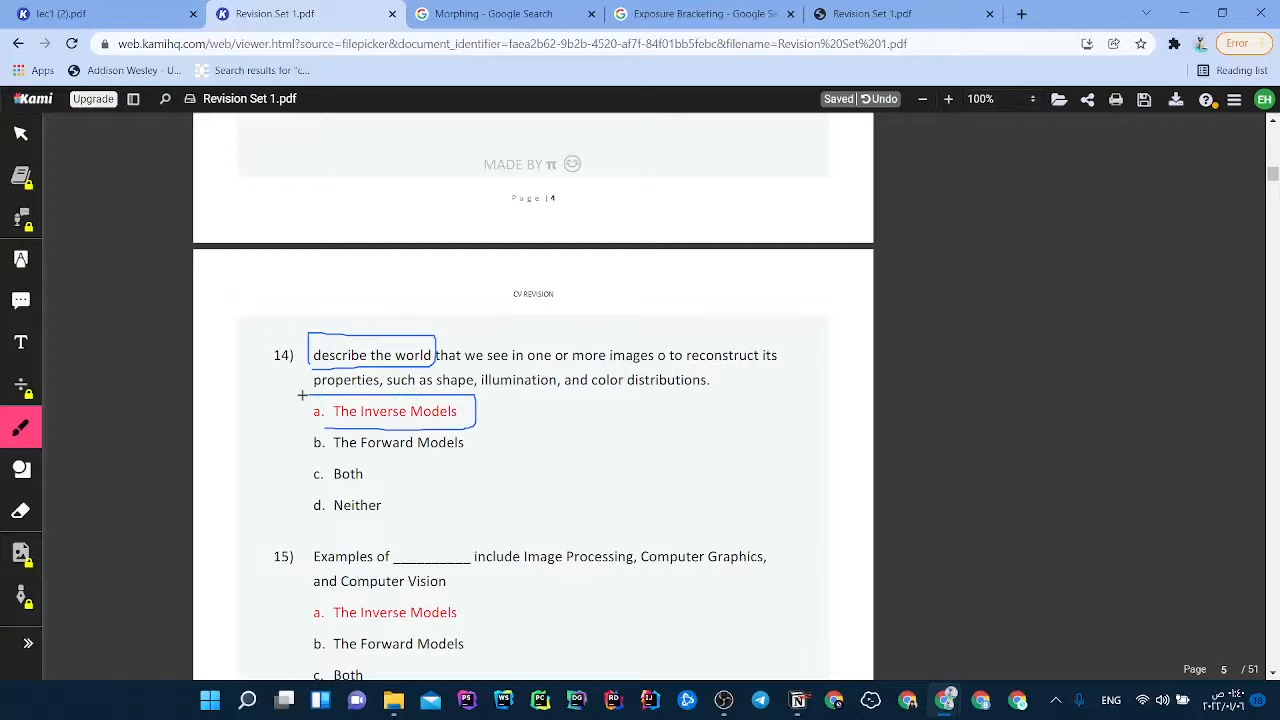 lec1 (2).pdf
Revision Set 1.pdf
Morphing - Google Search
Exposure Bracketing - Google Se
Revision Set 1.pdf
web.kamihq.com/web/viewer.html?source=filepicker&document_identifier=faea2b62-9b2b-4520-af7f-84f01bb5febc&filename=Revision%20Set%201.pdf
Error
Apps
Addison Wesley - U...
Search results for "c...
Reading list
Kami
Upgrade
Revision Set 1.pdf
Saved
Undo
100%
EH
MADE BY π
Page | 4
CV REVISION
14) describe the world that we see in one or more images o to reconstruct its
properties, such as shape, illumination, and color distributions.
a. The Inverse Models
b. The Forward Models
c. Both
d. Neither
15) Examples of __________ include Image Processing, Computer Graphics,
and Computer Vision
a. The Inverse Models
b. The Forward Models
c. Both
Page 5 / 51
ENG
18